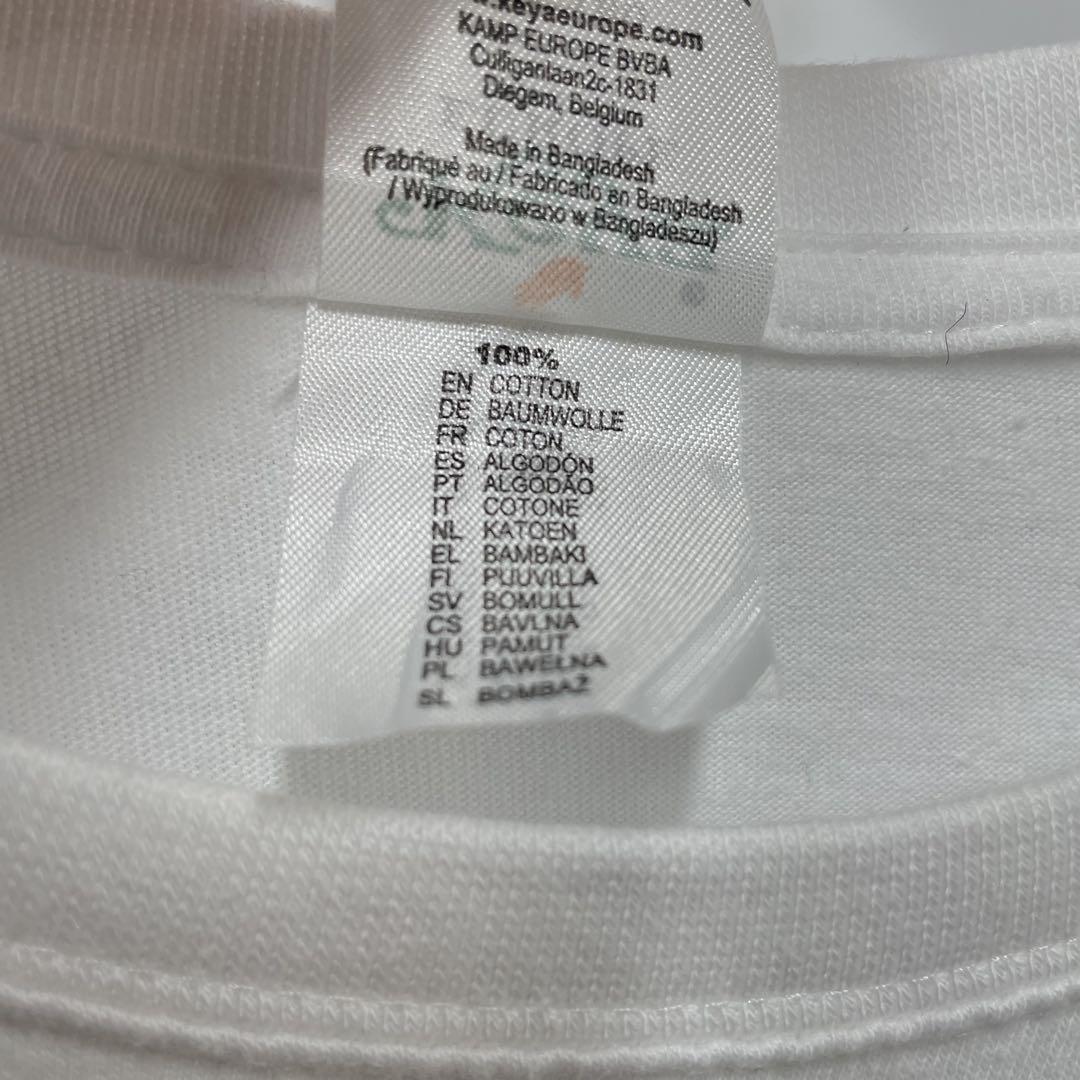 .keyaeurope.com
KAMP EUROPE BVBA
Culliganlaan2c-1831
Diegem, Belgium
Made in Bangladesh
(Fabriqué au / Fabricado en Bangladesh
/ Wyprodukowano w Bangladeszu)
100%
EN COTTON
DE BAUMWOLLE
FR COTON
ES ALGODÓN
PT ALGODÃO
IT COTONE
NL KATOEN
EL BAMBAKI
FI PUUVILLA
SV BOMULL
CS BAVLNA
HU PAMUT
PL BAWEŁNA
SL BOMBAŽ